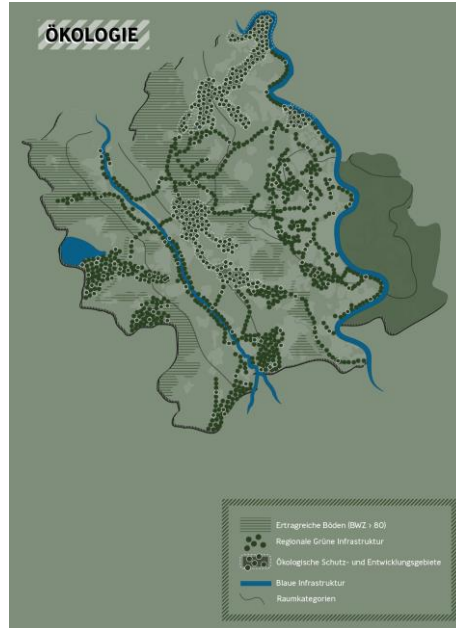 ÖKOLOGIE
Ertragreiche Böden (BWZ > 80)
Regionale Grüne Infrastruktur
Ökologische Schutz- und Entwicklungsgebiete
Blaue Infrastruktur
Raumkategorien